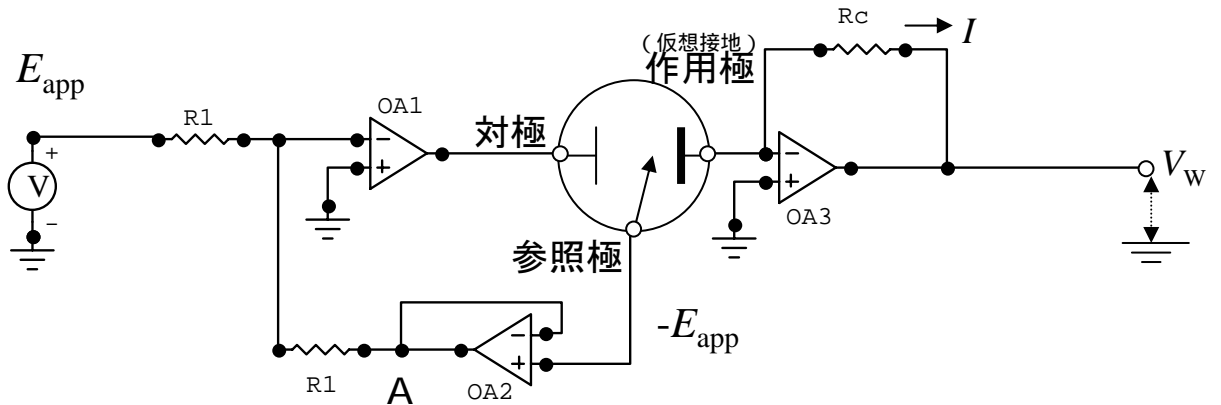 Rc
I
(仮想接地)
作用極
E_app
R1
OA1
対極
+
V
−
−
+
−
+
OA3
V_W
参照極
-E_app
−
+
R1
A
OA2